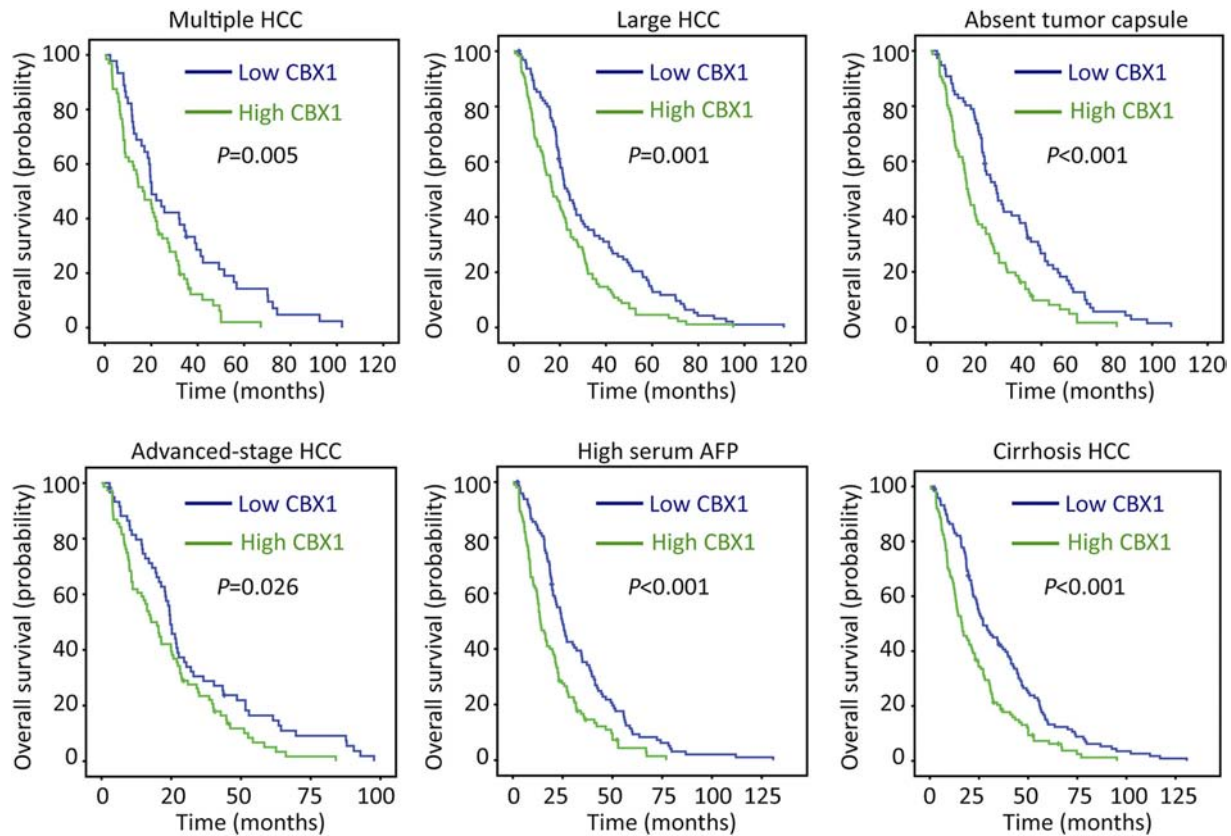 Multiple HCC
Overall survival (probability)
100
80
60
40
20
0
Low CBX1
High CBX1
P=0.005
0 20 40 60 80 100 120
Time (months)
Large HCC
Overall survival (probability)
100
80
60
40
20
0
Low CBX1
High CBX1
P=0.001
0 20 40 60 80 100 120
Time (months)
Absent tumor capsule
Overall survival (probability)
100
80
60
40
20
0
Low CBX1
High CBX1
P<0.001
0 20 40 60 80 100 120
Time (months)
Advanced-stage HCC
Overall survival (probability)
100
80
60
40
20
0
Low CBX1
High CBX1
P=0.026
0 25 50 75 100
Time (months)
High serum AFP
Overall survival (probability)
100
80
60
40
20
0
Low CBX1
High CBX1
P<0.001
0 25 50 75 100 125
Time (months)
Cirrhosis HCC
Overall survival (probability)
100
80
60
40
20
0
Low CBX1
High CBX1
P<0.001
0 25 50 75 100 125
Time (months)